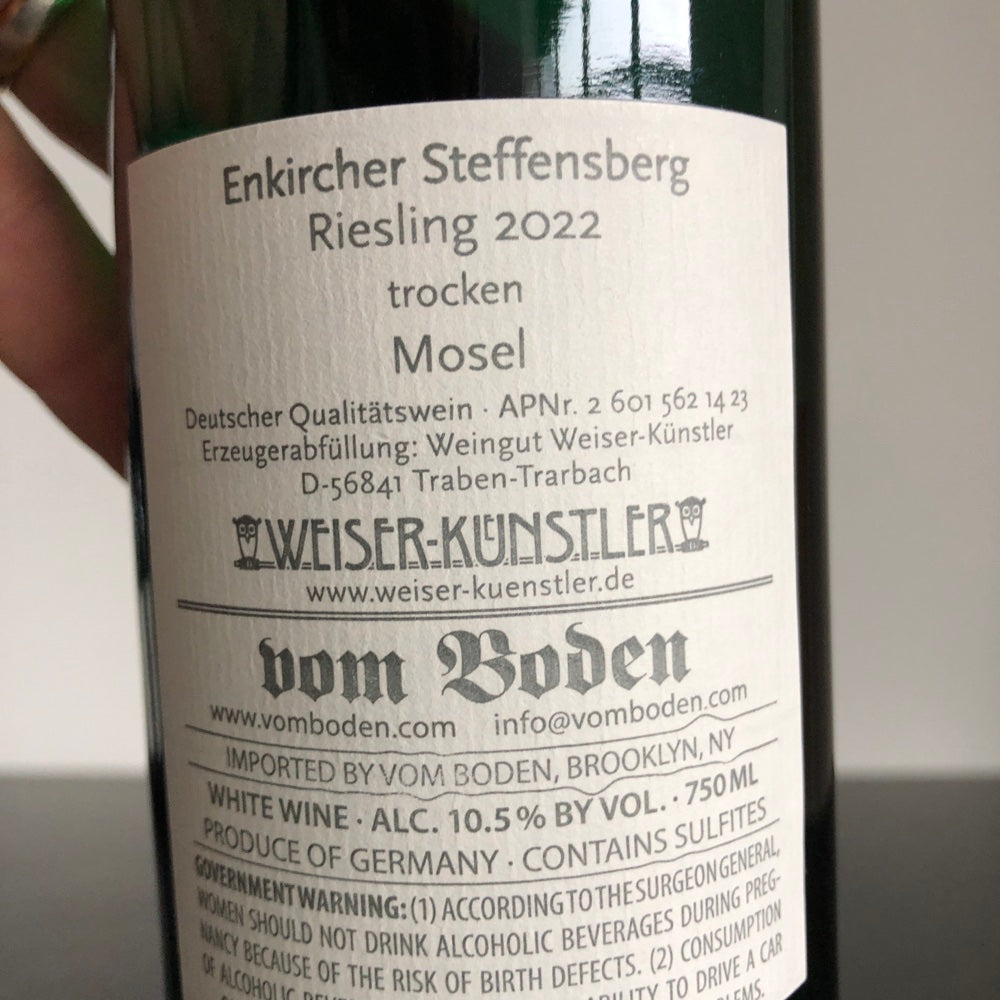 Enkircher Steffensberg
Riesling 2022
trocken
Mosel
Deutscher Qualitätswein · APNr. 2 601 562 14 23
Erzeugerabfüllung: Weingut Weiser-Künstler
D-56841 Traben-Trarbach
WEISER-KÜNSTLER
www.weiser-kuenstler.de
vom Boden
www.vomboden.com info@vomboden.com
IMPORTED BY VOM BODEN, BROOKLYN, NY
WHITE WINE · ALC. 10.5% BY VOL. · 750ML
PRODUCE OF GERMANY · CONTAINS SULFITES
GOVERNMENT WARNING: (1) ACCORDING TO THE SURGEON GENERAL,
WOMEN SHOULD NOT DRINK ALCOHOLIC BEVERAGES DURING PREG-
NANCY BECAUSE OF THE RISK OF BIRTH DEFECTS. (2) CONSUMPTION
OF ALCOHOLIC TO DRIVE A CAR